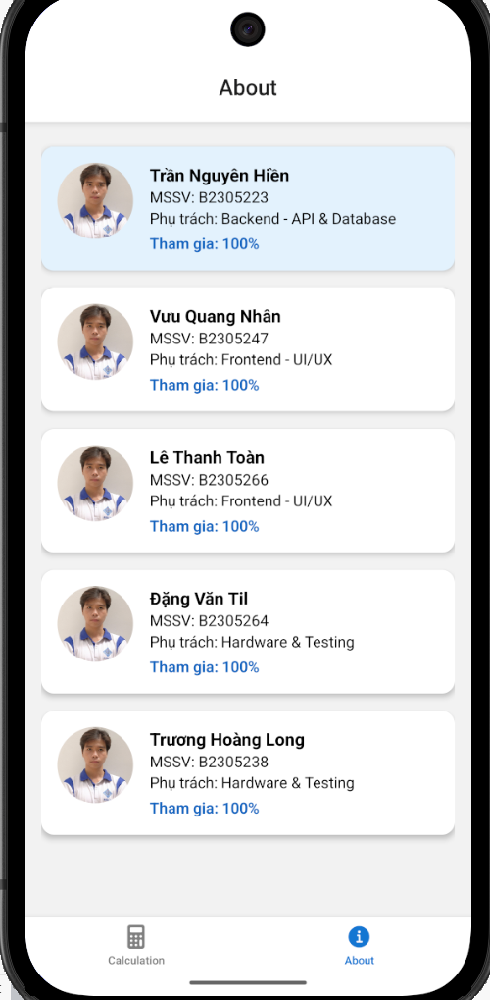 About
Trần Nguyên Hiền
MSSV: B2305223
Phụ trách: Backend - API & Database
Tham gia: 100%
Vưu Quang Nhân
MSSV: B2305247
Phụ trách: Frontend - UI/UX
Tham gia: 100%
Lê Thanh Toàn
MSSV: B2305266
Phụ trách: Frontend - UI/UX
Tham gia: 100%
Đặng Văn Til
MSSV: B2305264
Phụ trách: Hardware & Testing
Tham gia: 100%
Trương Hoàng Long
MSSV: B2305238
Phụ trách: Hardware & Testing
Tham gia: 100%
Calculation
About